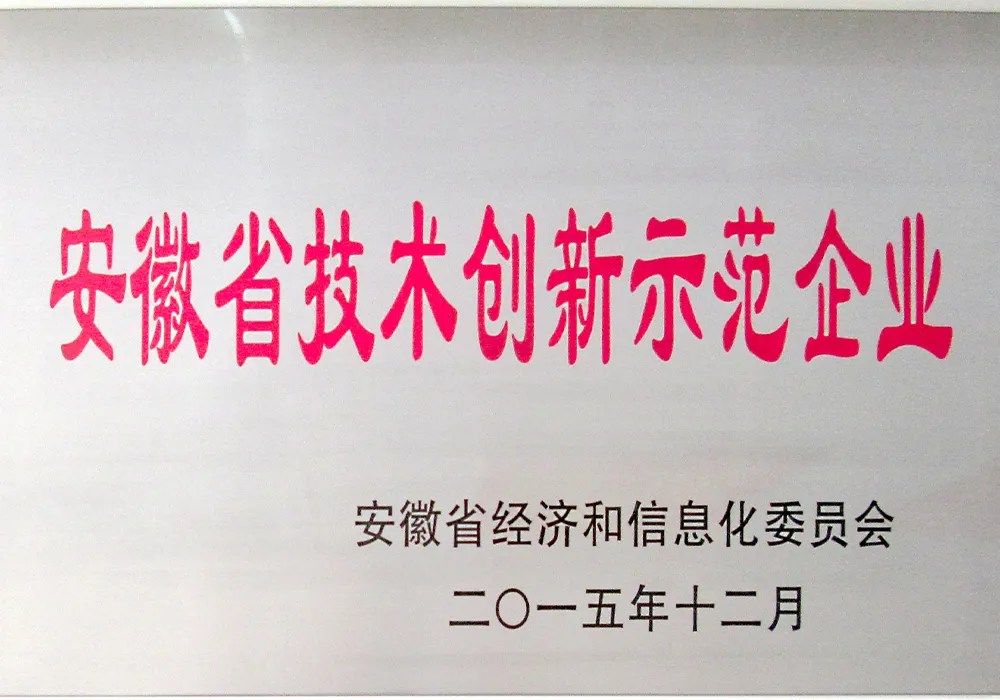 安徽省技术创新示范企业
安徽省经济和信息化委员会
二〇一五年十二月